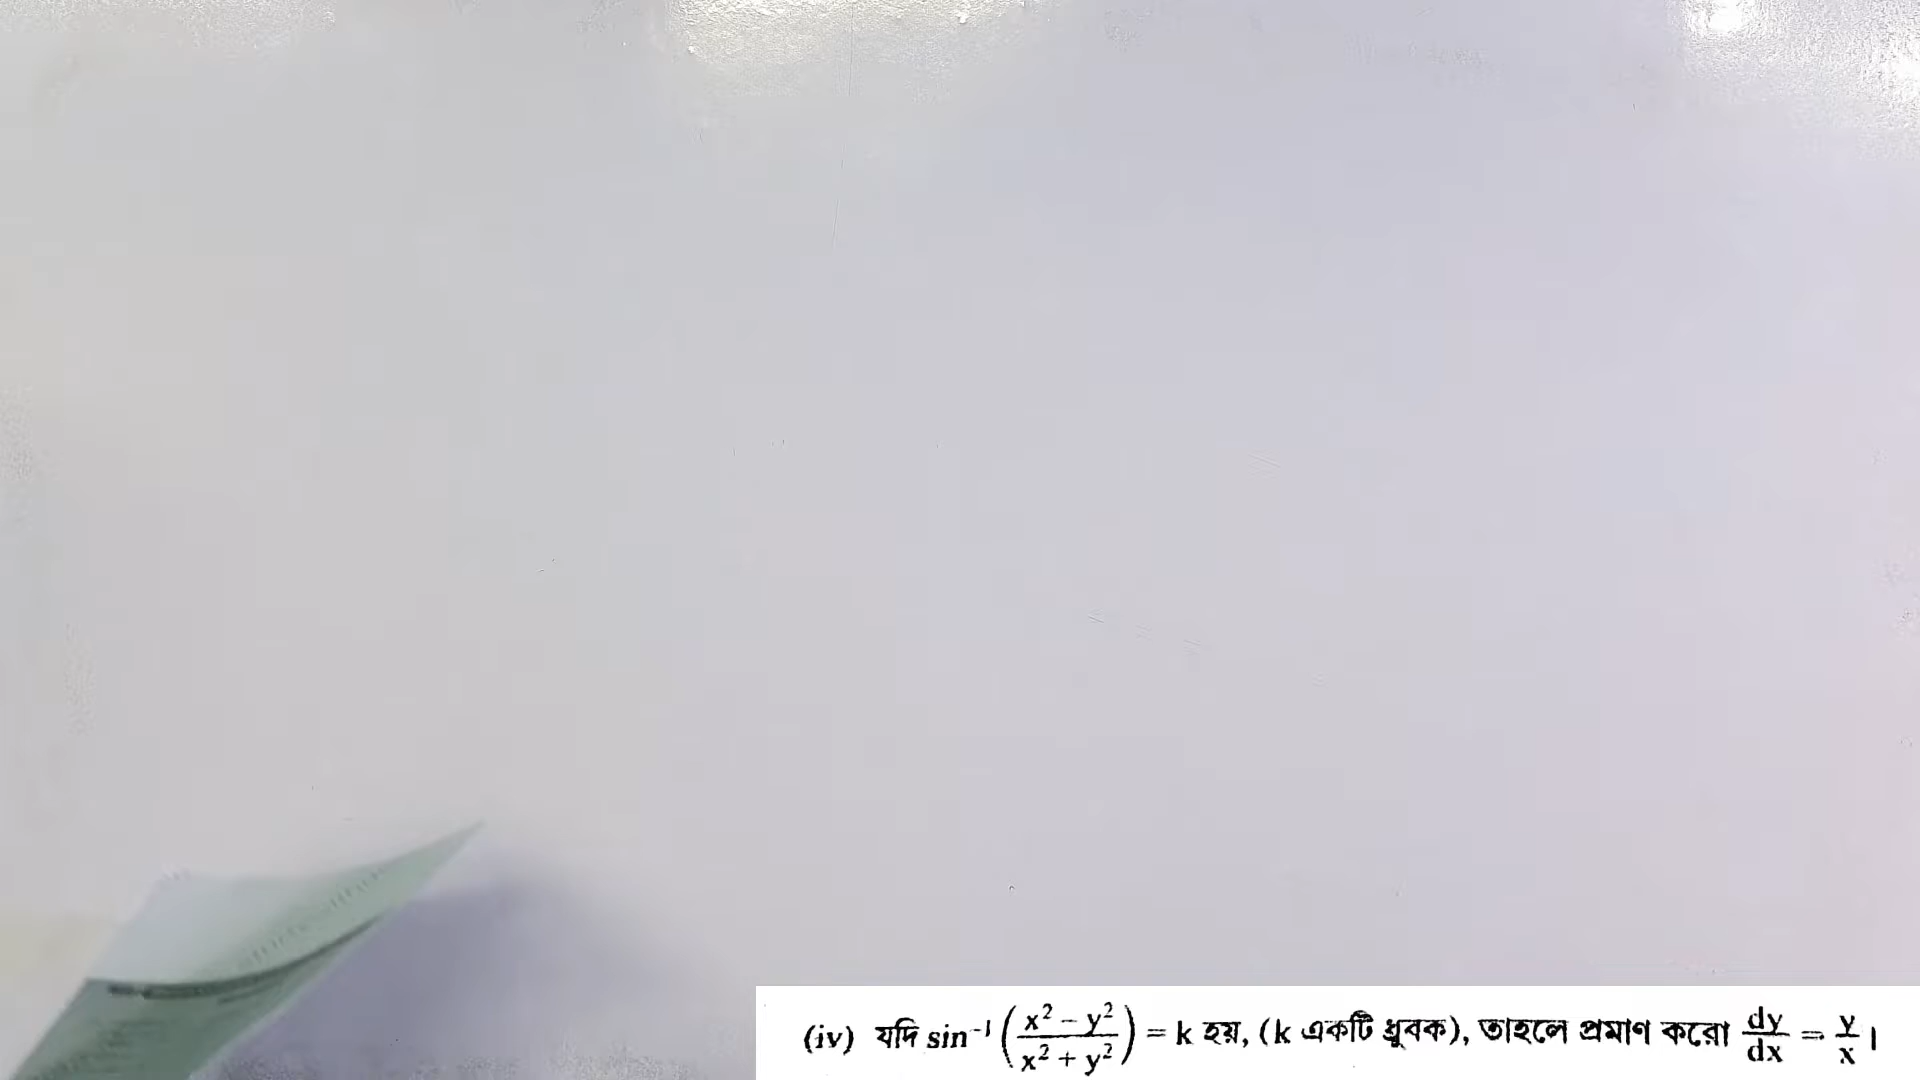 (iv) যদি sin⁻¹ (x² – y² / x² + y²) = k হয়, (k একটি ধ্রুবক), তাহলে প্রমাণ করো dy/dx = y/x ।